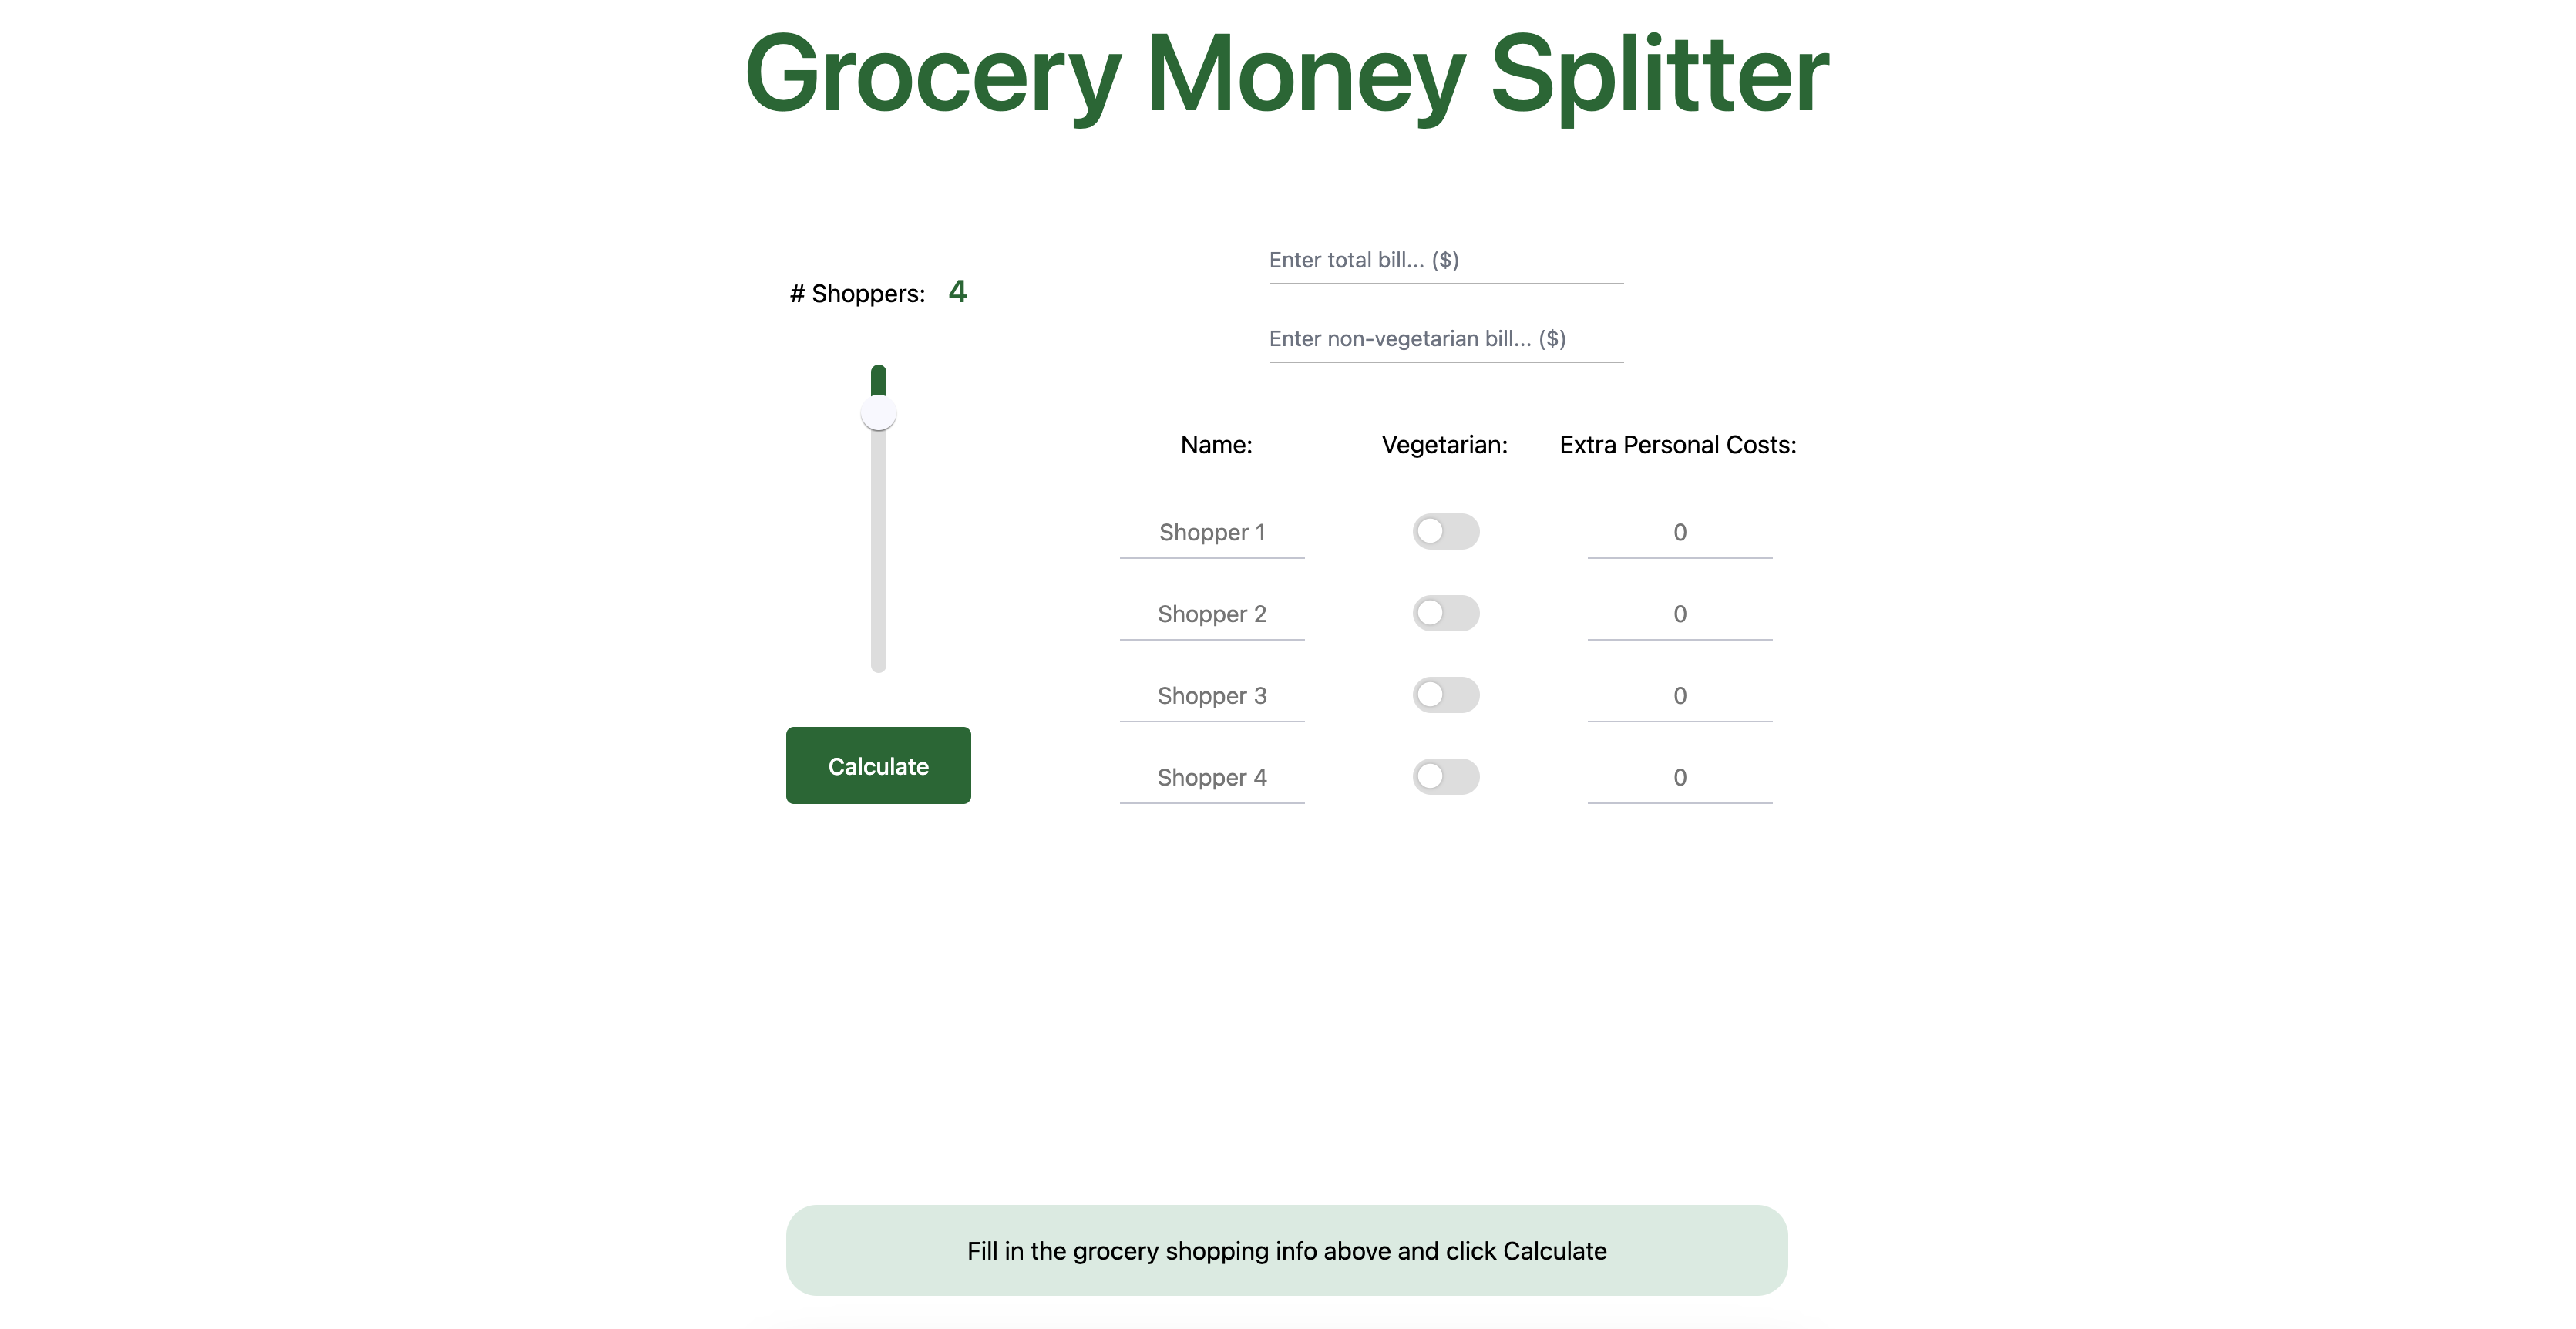 Grocery Money Splitter
# Shoppers: 4
Enter total bill... ($)
Enter non-vegetarian bill... ($)
Name: Vegetarian: Extra Personal Costs:
Shopper 1 0
Shopper 2 0
Shopper 3 0
Shopper 4 0
Calculate
Fill in the grocery shopping info above and click Calculate